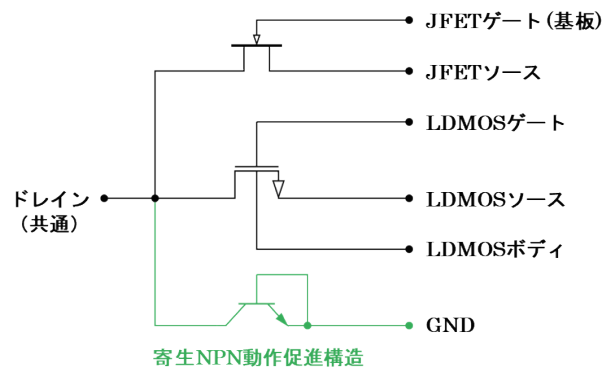 JFETゲート(基板)
JFETソース
LDMOSゲート
ドレイン
(共通)
LDMOSソース
LDMOSボディ
GND
寄生NPN動作促進構造